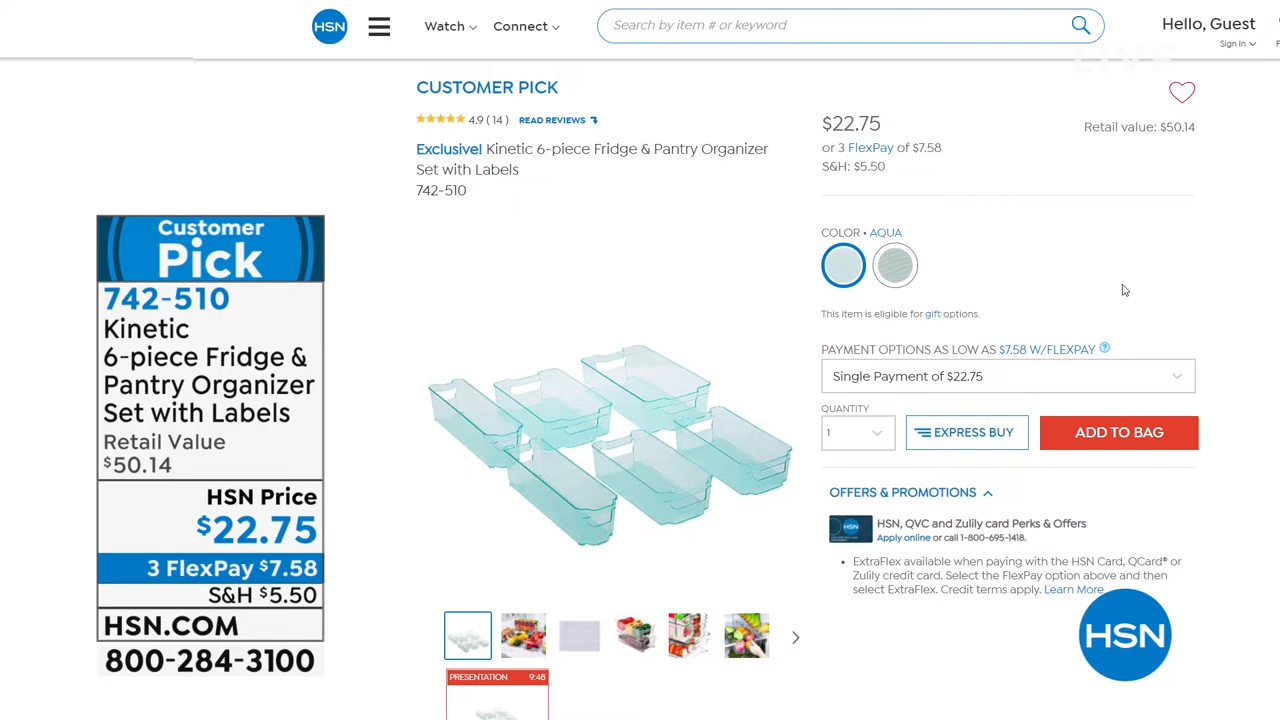 HSN
Watch
Connect
Search by item # or keyword
Hello, Guest
Sign In
LIVE
CUSTOMER PICK
4.9 ( 14 ) READ REVIEWS
Exclusive! Kinetic 6-piece Fridge & Pantry Organizer
Set with Labels
742-510
$22.75
Retail value: $50.14
or 3 FlexPay of $7.58
S&H: $5.50
COLOR • AQUA
This item is eligible for gift options.
PAYMENT OPTIONS AS LOW AS $7.58 W/FLEXPAY ?
Single Payment of $22.75
QUANTITY
1
EXPRESS BUY
ADD TO BAG
OFFERS & PROMOTIONS
HSN
HSN, QVC and Zulily card Perks & Offers
Apply online or call 1-800-695-1418.
• ExtraFlex available when paying with the HSN Card, QCard® or
Zulily credit card. Select the FlexPay option above and then
select ExtraFlex. Credit terms apply. Learn More
HSN
PRESENTATION 9:48
Customer
Pick
742-510
Kinetic
6-piece Fridge &
Pantry Organizer
Set with Labels
Retail Value
$50.14
HSN Price
$22.75
3 FlexPay $7.58
S&H $5.50
HSN.COM
800-284-3100